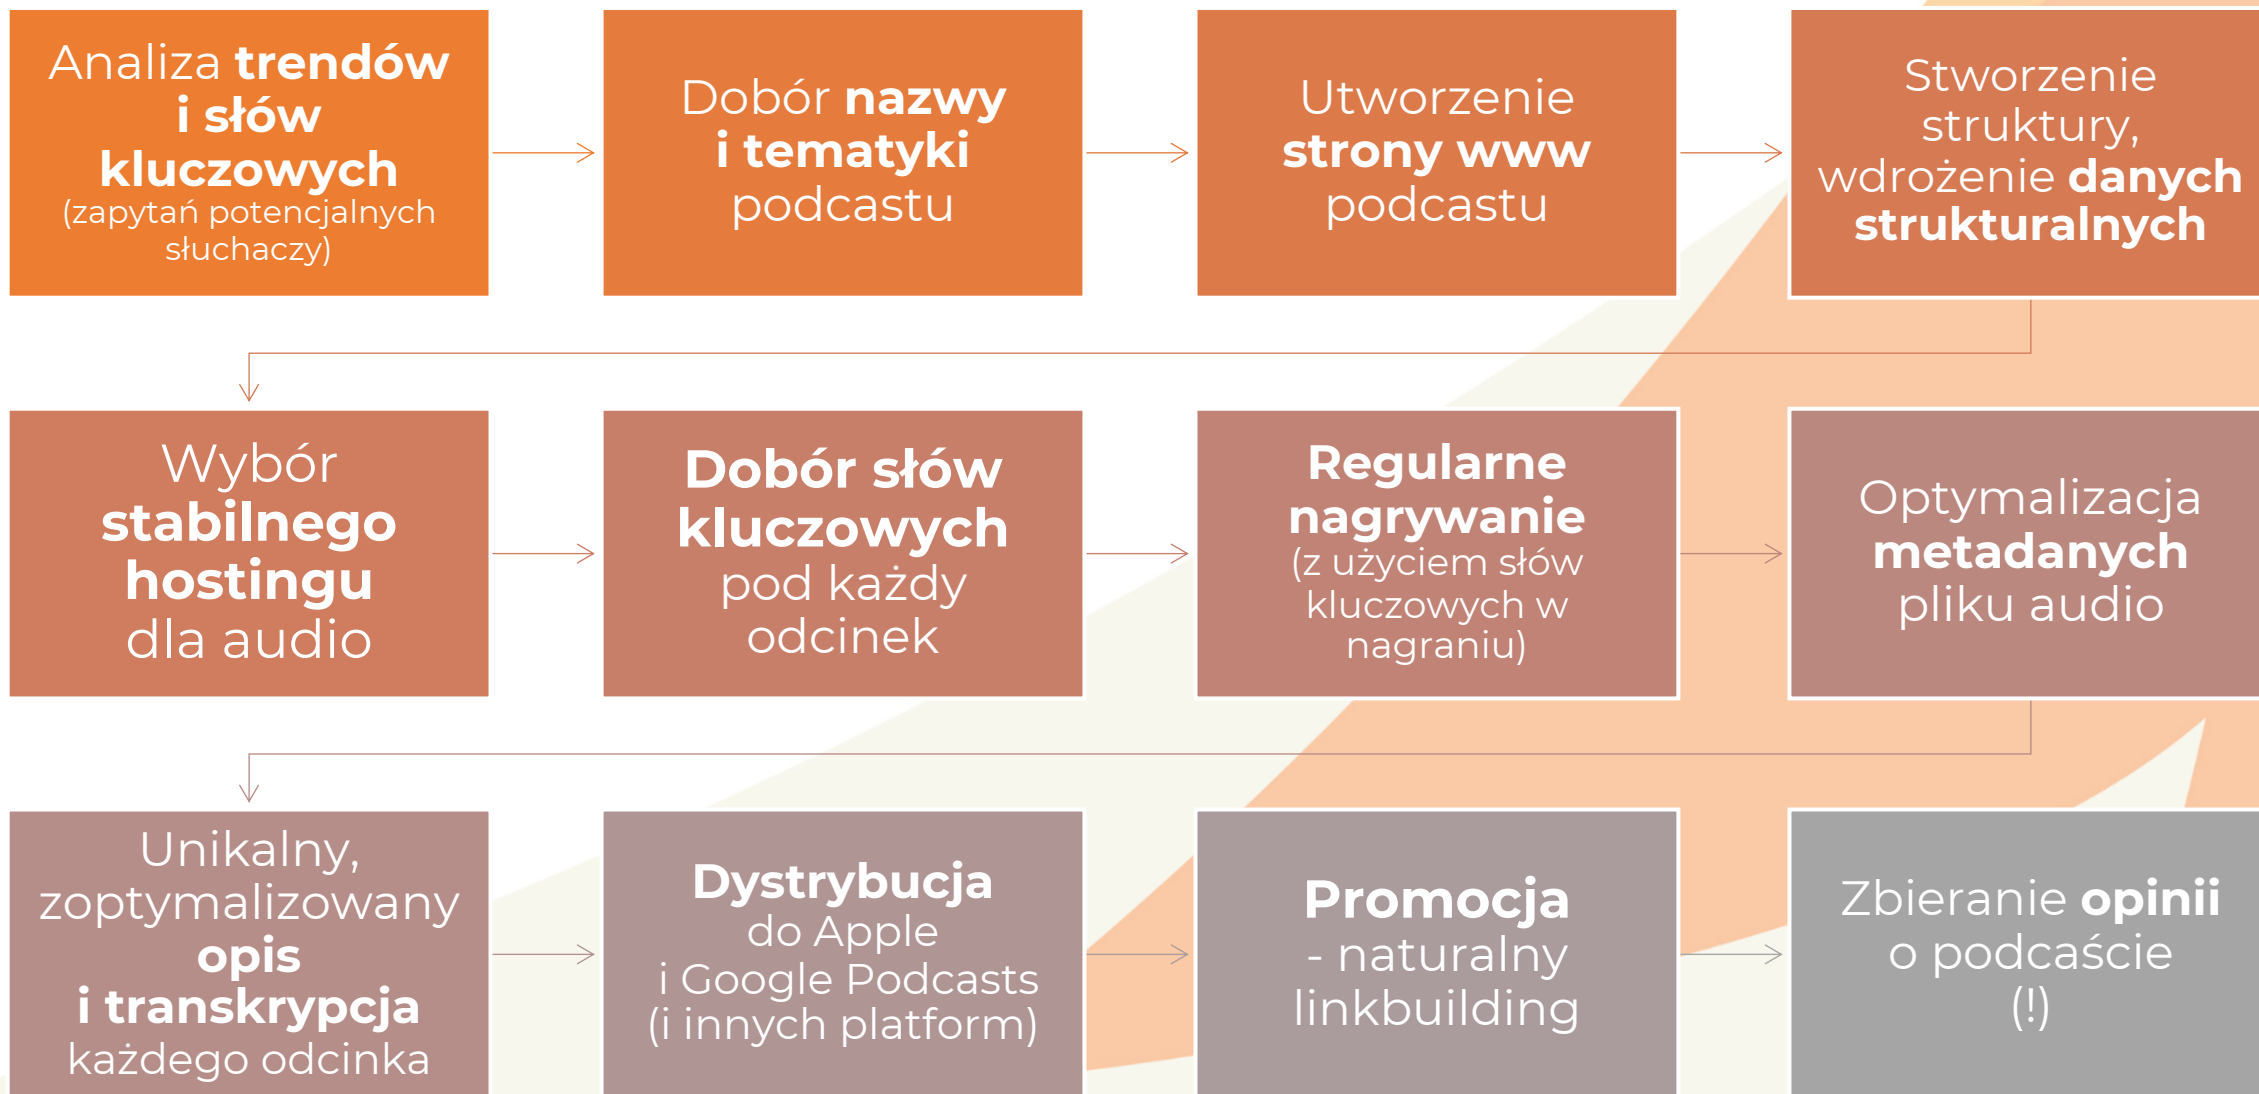 Analiza trendów
i słów
kluczowych
(zapytań potencjalnych
słuchaczy)
Dobór nazwy
i tematyki
podcastu
Utworzenie
strony www
podcastu
Stworzenie
struktury,
wdrożenie danych
strukturalnych
Wybór
stabilnego
hostingu
dla audio
Dobór słów
kluczowych
pod każdy
odcinek
Regularne
nagrywanie
(z użyciem słów
kluczowych w
nagraniu)
Optymalizacja
metadanych
pliku audio
Unikalny,
zoptymalizowany
opis
i transkrypcja
każdego odcinka
Dystrybucja
do Apple
i Google Podcasts
(i innych platform)
Promocja
- naturalny
linkbuilding
Zbieranie opinii
o podcaście
(!)